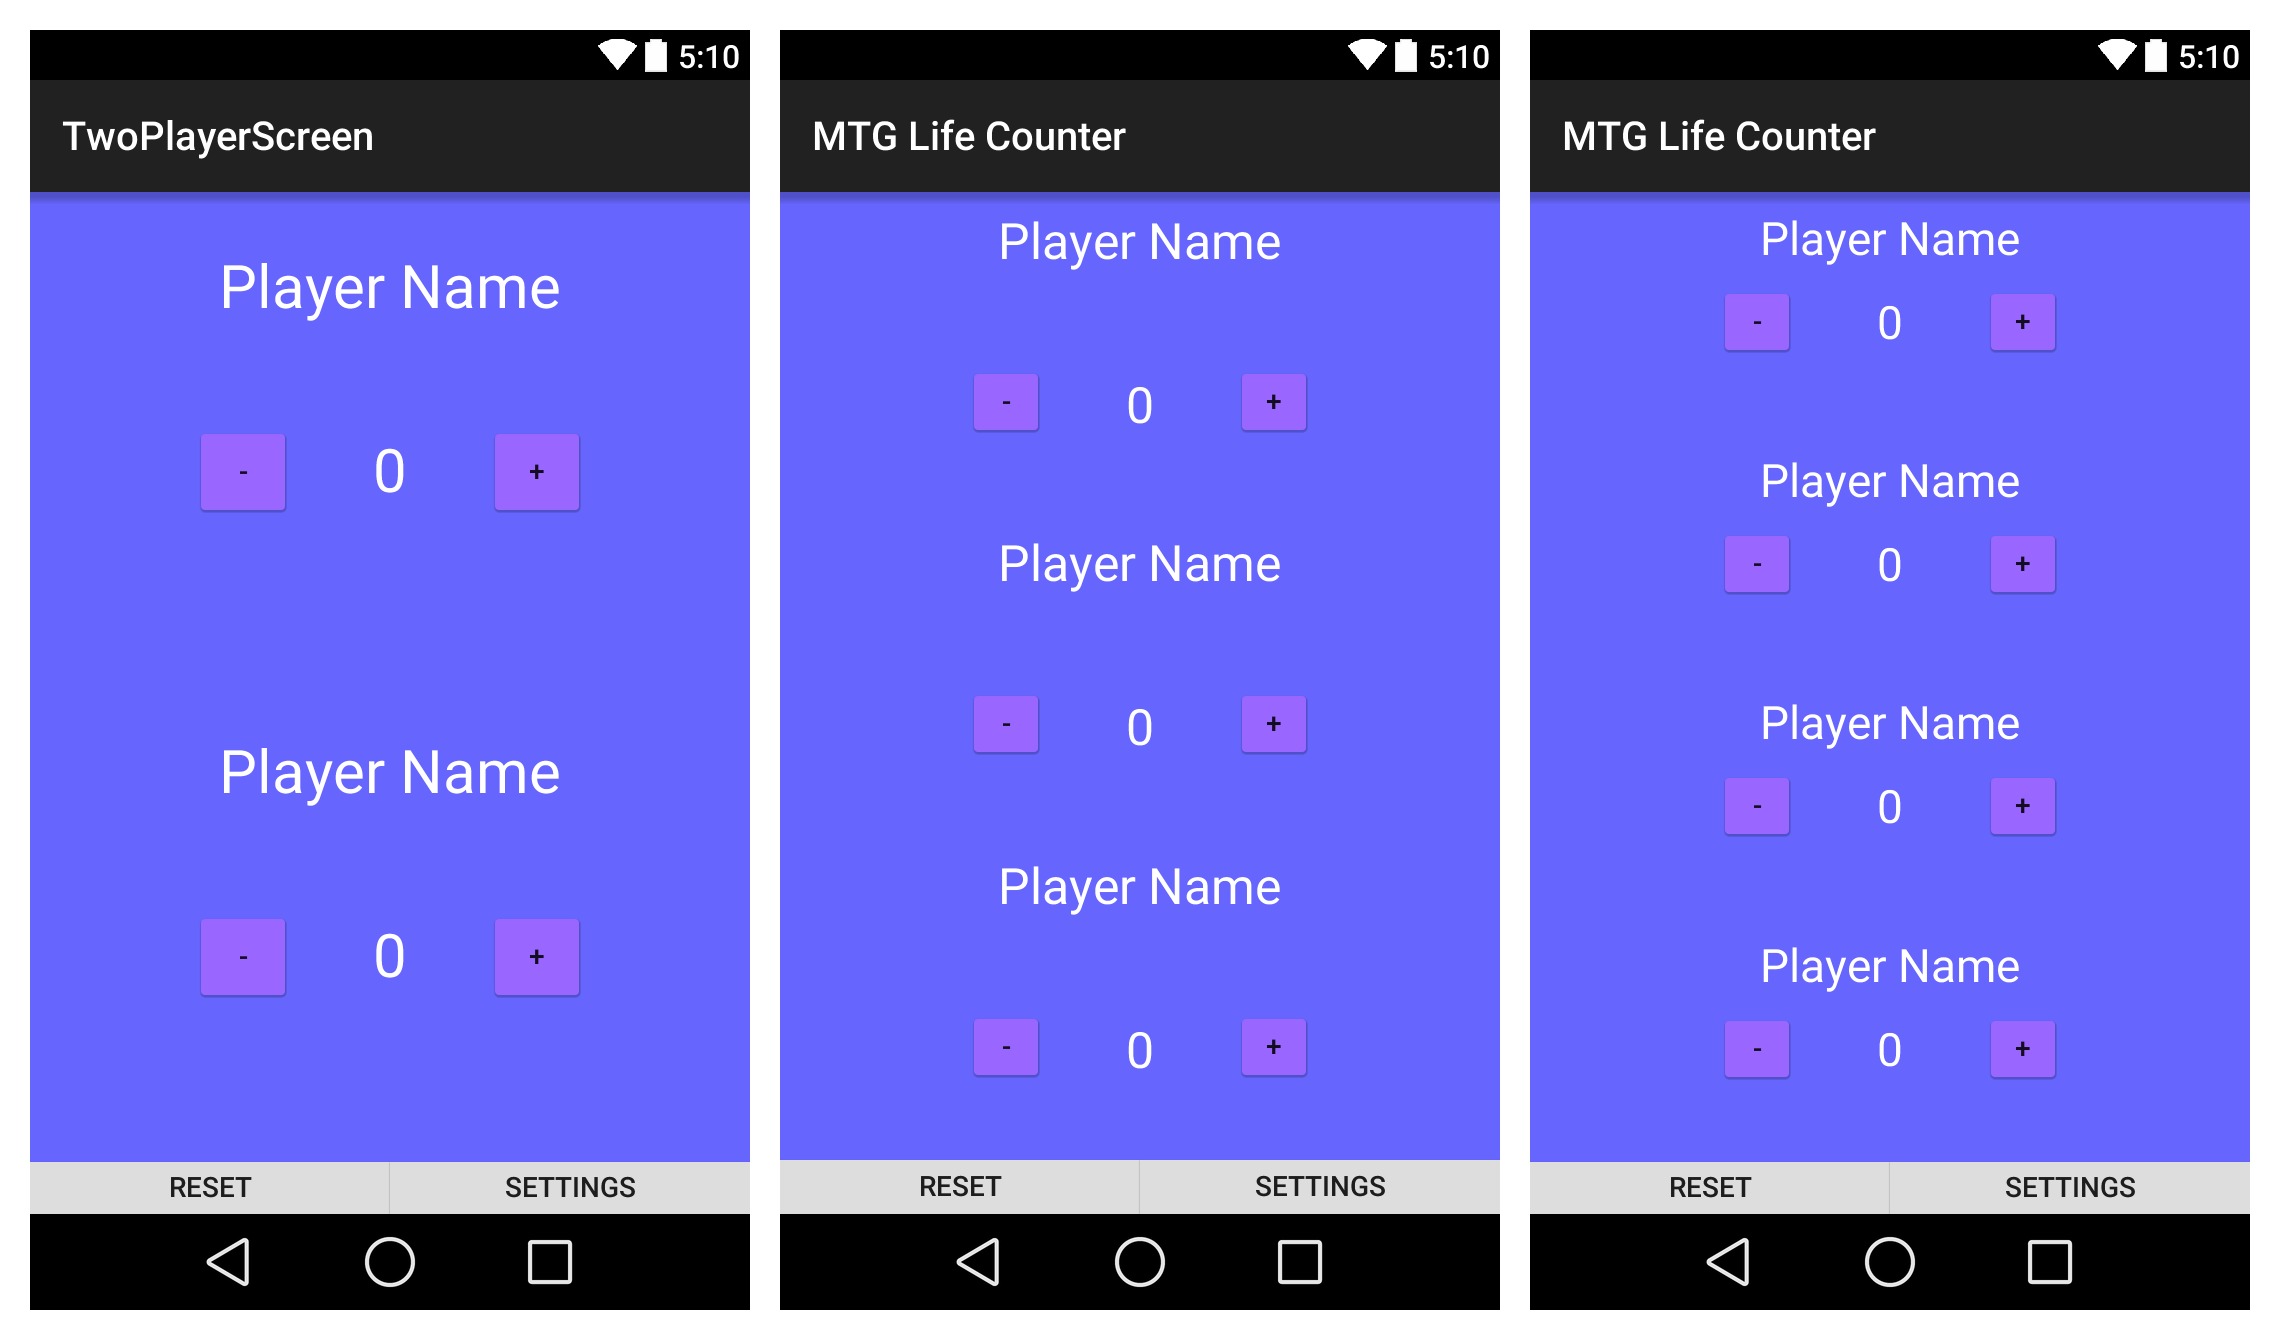 5:10
TwoPlayerScreen
Player Name
- 0 +
Player Name
- 0 +
RESET SETTINGS
5:10
MTG Life Counter
Player Name
- 0 +
Player Name
- 0 +
Player Name
- 0 +
RESET SETTINGS
5:10
MTG Life Counter
Player Name
- 0 +
Player Name
- 0 +
Player Name
- 0 +
Player Name
- 0 +
RESET SETTINGS